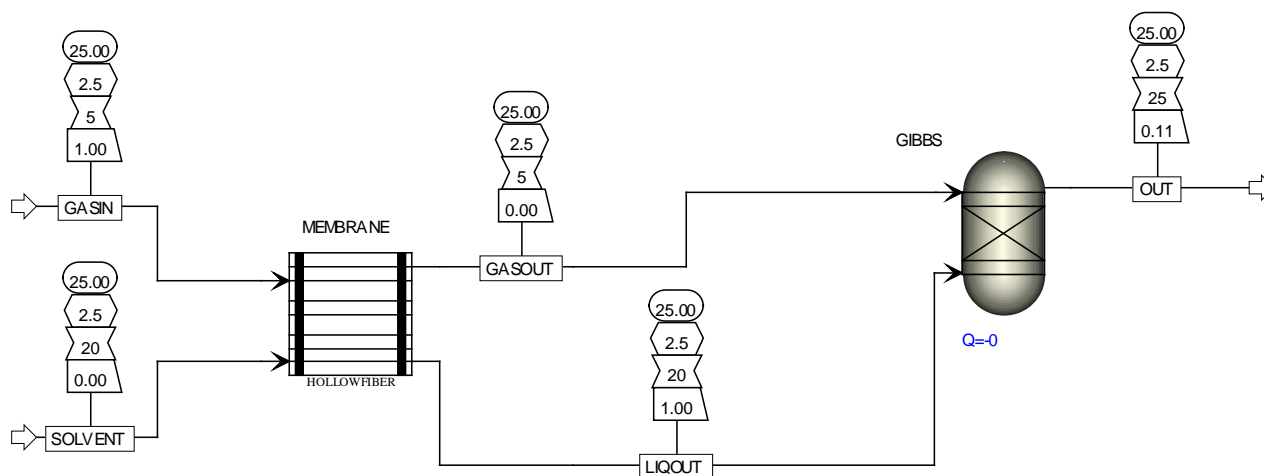 25.00
2.5
5
1.00
GASIN
25.00
2.5
20
0.00
SOLVENT
MEMBRANE
HOLLOWFIBER
25.00
2.5
5
0.00
GASOUT
25.00
2.5
20
1.00
LIQOUT
GIBBS
Q=-0
25.00
2.5
25
0.11
OUT